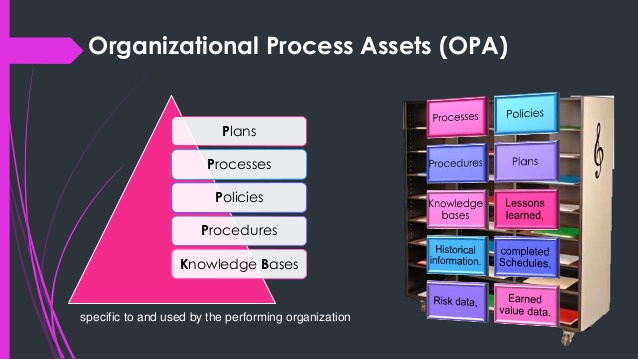 Organizational Process Assets (OPA)
Plans
Processes
Policies
Procedures
Knowledge Bases
specific to and used by the performing organization
Processes
Policies
Procedures
Plans
Knowledge
bases
Lessons
learned,
Historical
information.
completed
Schedules,
Risk data,
Earned
value data.